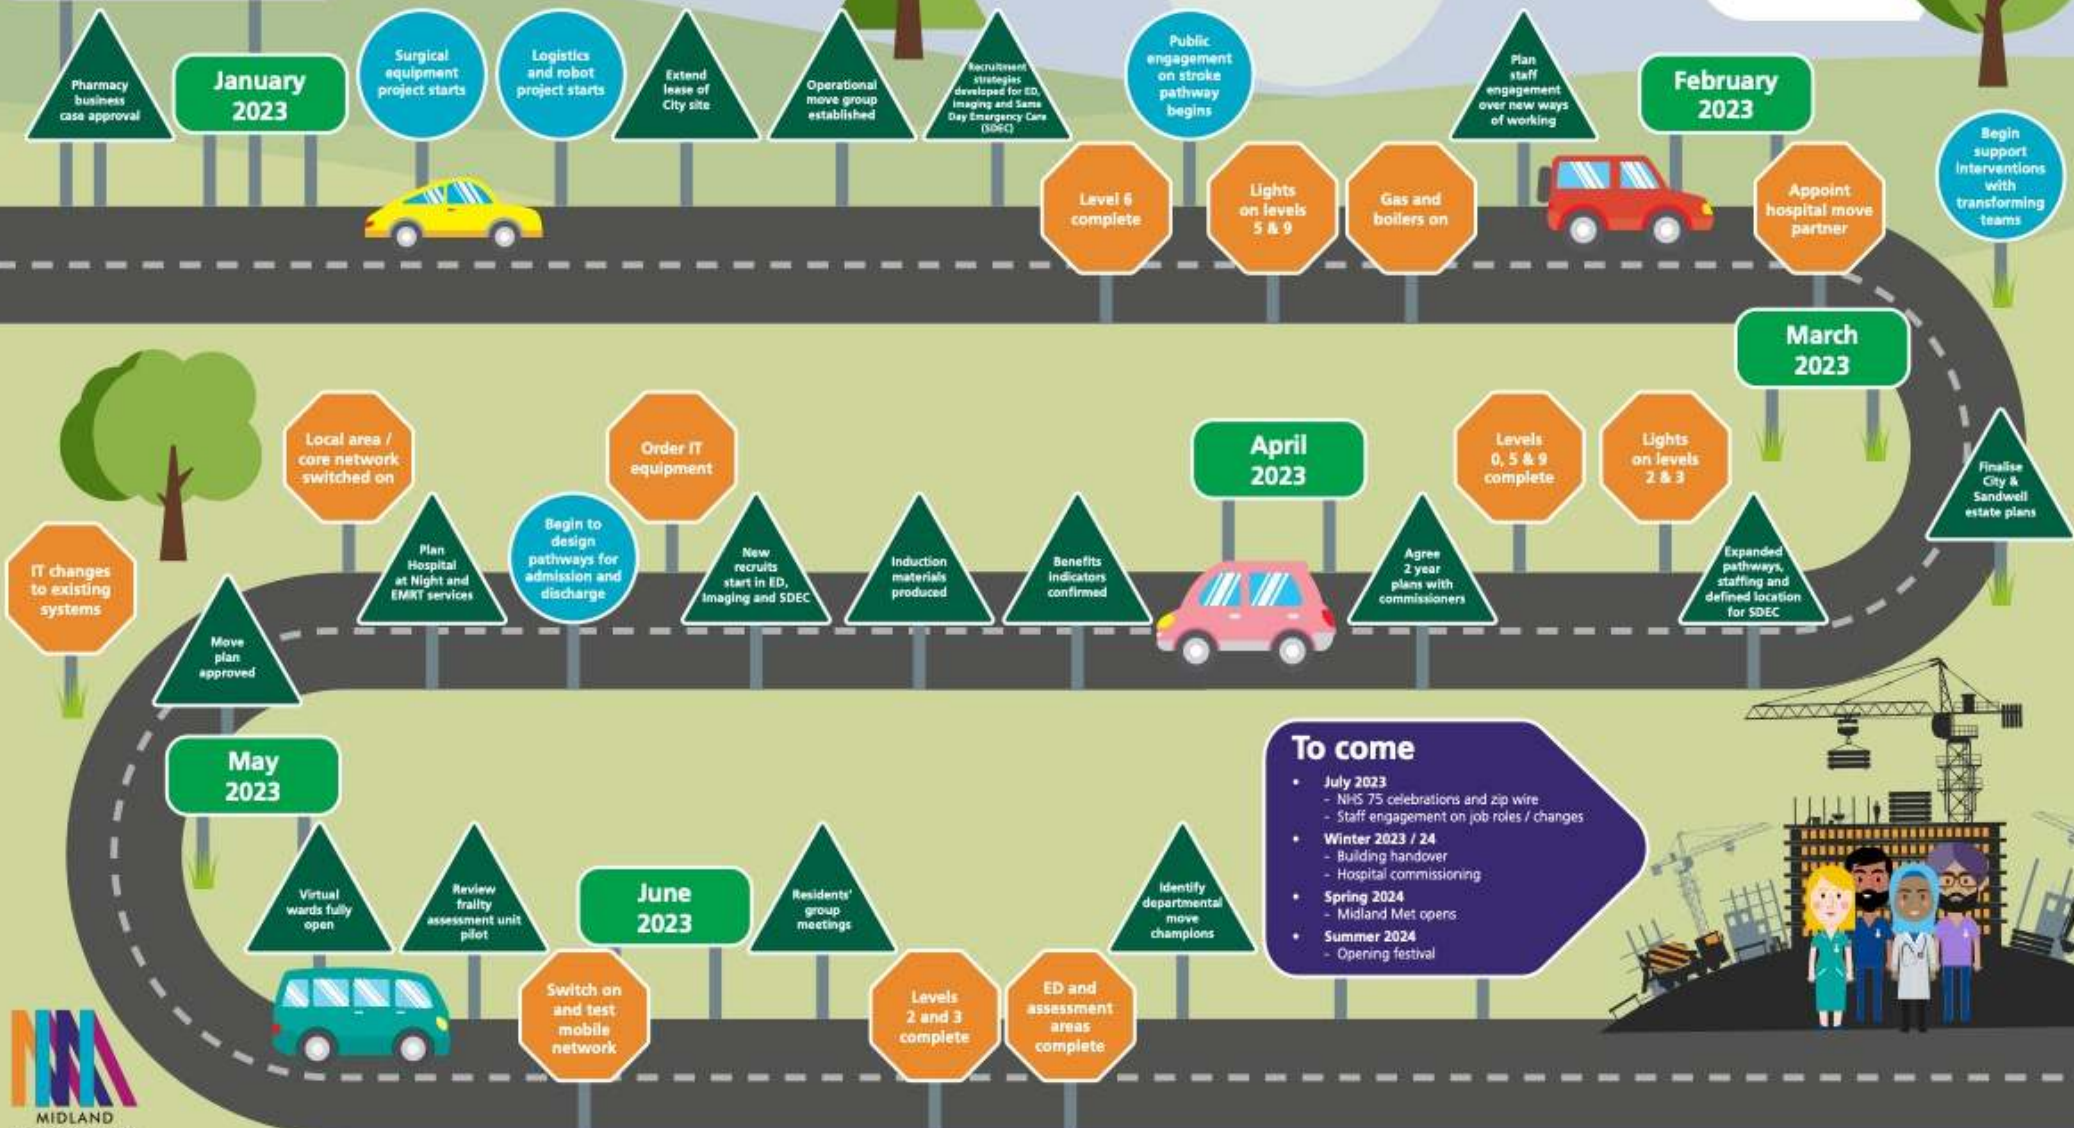 Pharmacy
business
case approval
January
2023
Surgical
equipment
project starts
Logistics
and robot
project starts
Extend
lease of
City site
Operational
move group
established
Recruitment
strategies
developed for ED,
imaging and Same
Day Emergency Care
(SDEC)
Level 6
complete
Public
engagement
on stroke
pathway
begins
Lights
on levels
5 & 9
Gas and
boilers on
Plan
staff
engagement
over new ways
of working
February
2023
Appoint
hospital move
partner
Begin
support
interventions
with
transforming
teams
March
2023
Finalise
City &
Sandwell
estate plans
Expanded
pathways,
staffing and
defined location
for SDEC
Lights
on levels
2 & 3
Levels
0, 5 & 9
complete
Agree
2 year
plans with
commissioners
April
2023
Benefits
indicators
confirmed
Induction
materials
produced
New
recruits
start in ED,
Imaging and SDEC
Order IT
equipment
Begin to
design
pathways for
admission and
discharge
Plan
Hospital
at Night and
EMRT services
Local area /
core network
switched on
Move
plan
approved
IT changes
to existing
systems
May
2023
Virtual
wards fully
open
Review
frailty
assessment unit
pilot
Switch on
and test
mobile
network
June
2023
Residents'
group
meetings
Levels
2 and 3
complete
ED and
assessment
areas
complete
Identify
departmental
move
champions
To come
• July 2023
- NHS 75 celebrations and zip wire
- Staff engagement on job roles / changes
• Winter 2023 / 24
- Building handover
- Hospital commissioning
• Spring 2024
- Midland Met opens
• Summer 2024
- Opening festival
MIDLAND